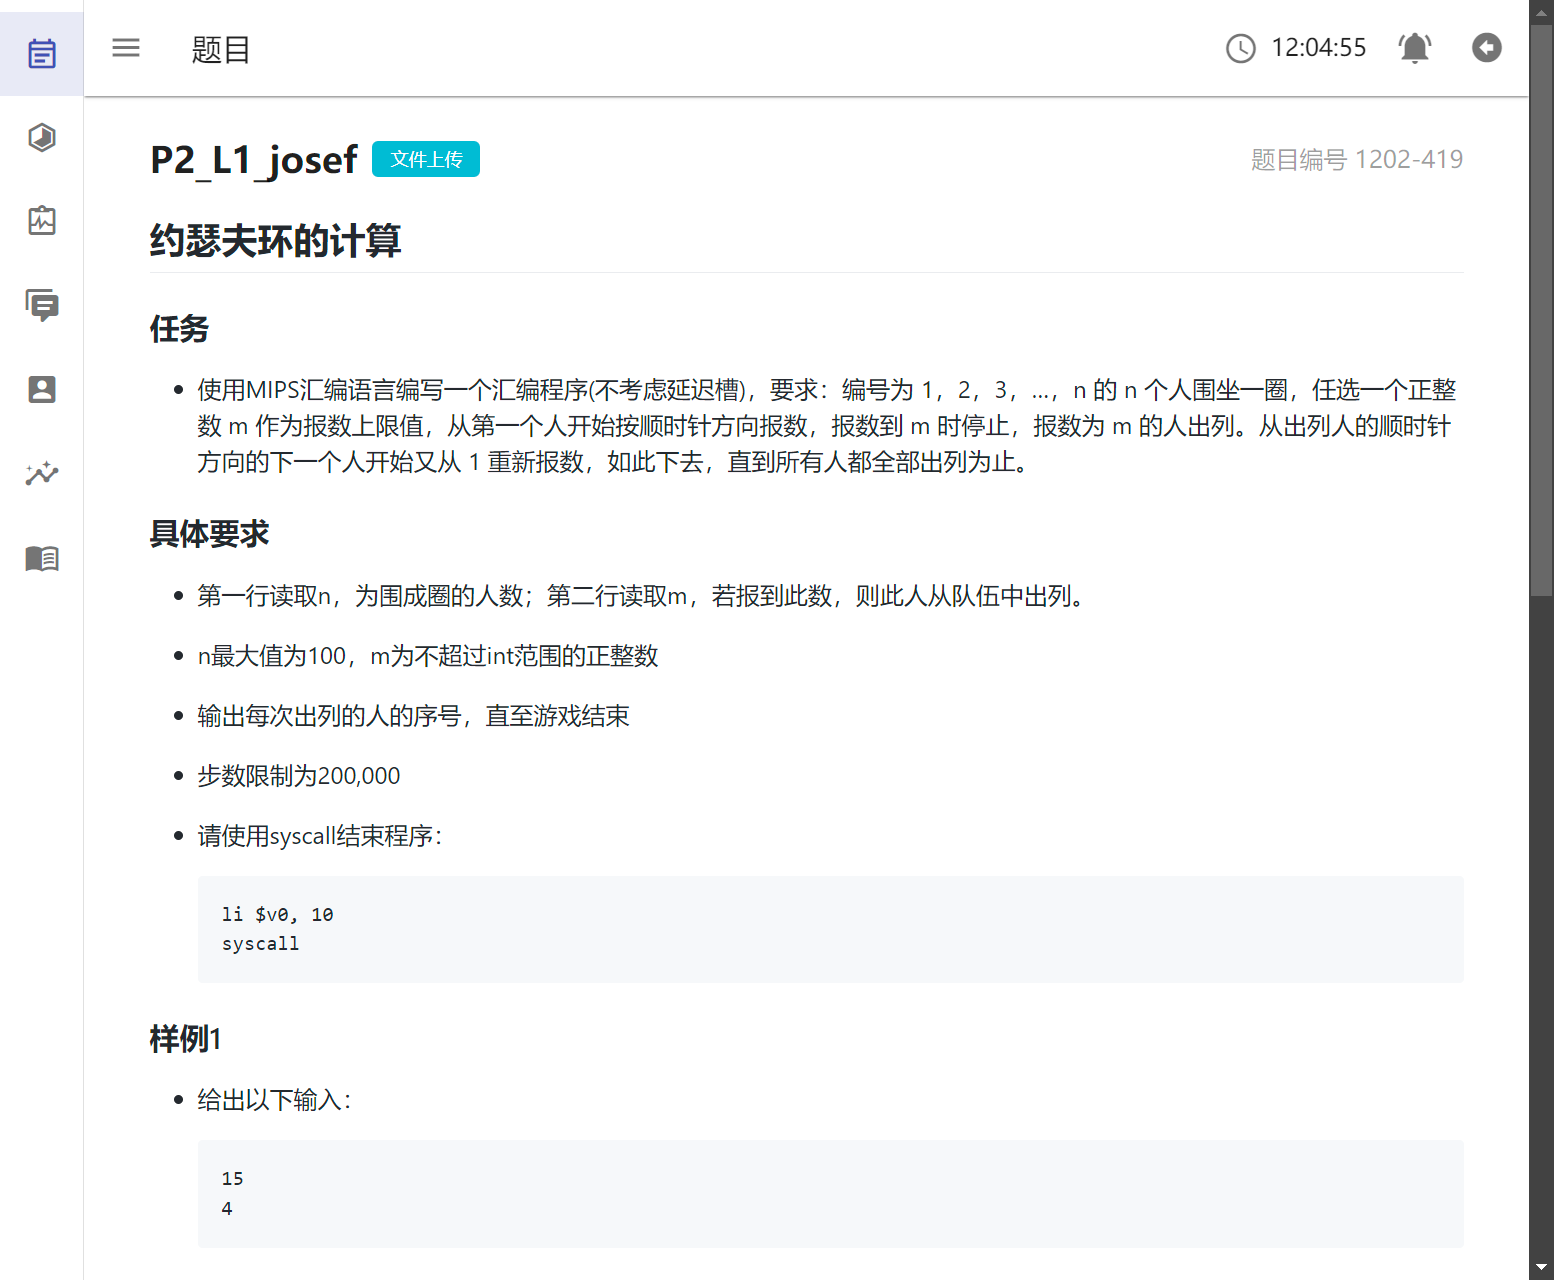 题目
12:04:55
P2_L1_josef
文件上传
题目编号 1202-419
约瑟夫环的计算
任务
使用MIPS汇编语言编写一个汇编程序(不考虑延迟槽)，要求：编号为 1，2，3，...，n 的 n 个人围坐一圈，任选一个正整
数 m 作为报数上限值，从第一个人开始按顺时针方向报数，报数到 m 时停止，报数为 m 的人出列。从出列人的顺时针
方向的下一个人开始又从 1 重新报数，如此下去，直到所有人都全部出列为止。
具体要求
第一行读取n，为围成圈的人数；第二行读取m，若报到此数，则此人从队伍中出列。
n最大值为100，m为不超过int范围的正整数
输出每次出列的人的序号，直至游戏结束
步数限制为200,000
请使用syscall结束程序：
li $v0, 10
syscall
样例1
给出以下输入：
15
4